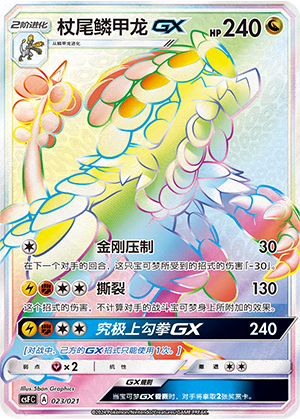 2阶进化 杖尾鳞甲龙GX HP240
从鳞甲龙进化
金刚压制 30
在下一个对手的回合，这只宝可梦所受到的招式的伤害「-30」。
撕裂 130
这个招式的伤害，不计算对手的战斗宝可梦身上所附加的效果。
究极上勾拳GX 240
[对战中，己方的GX招式只能使用1次。]
弱点 ×2 抗性 撤退
Illus. 5ban Graphics GX规则
csFC A 023/021 当宝可梦GX昏厥时，对手将拿取2张奖赏卡。